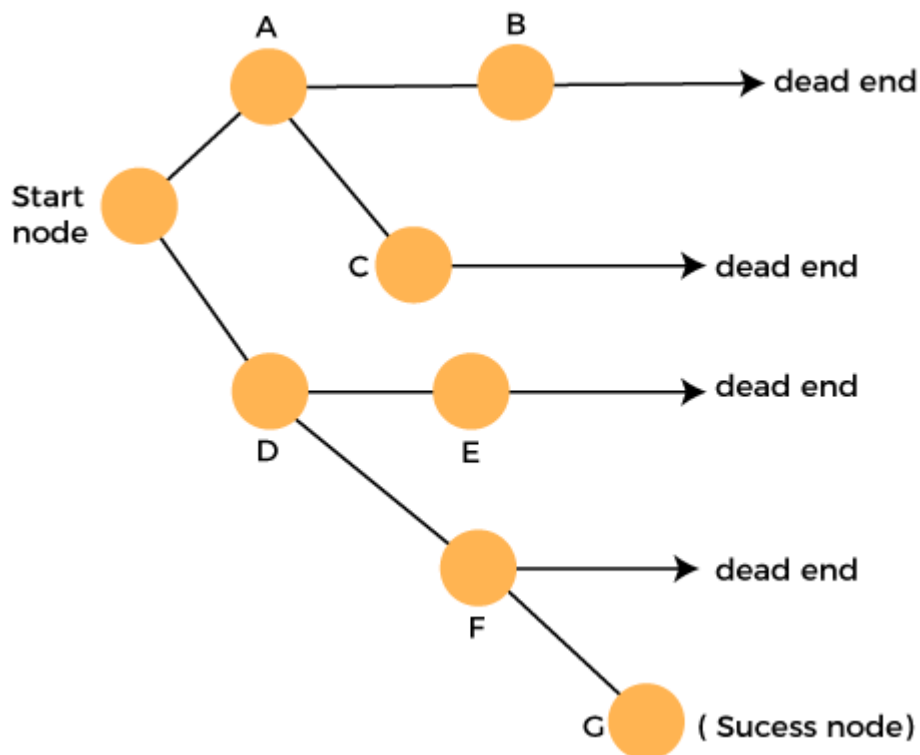 A
B
dead end
Start
node
C
dead end
dead end
D
E
dead end
F
G
( Sucess node)